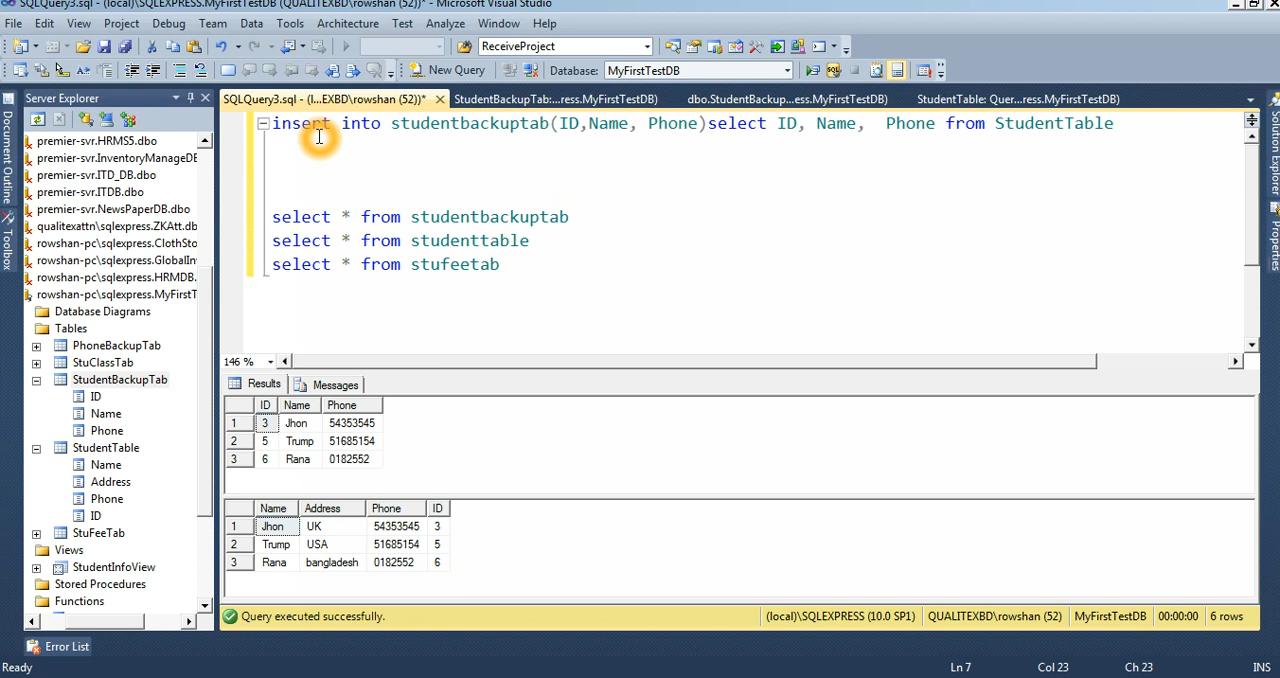 SQLQuery3.sql - (local)\SQLEXPRESS.MyFirstTestDB (QUALITEXBD\rowshan (52))* - Microsoft Visual Studio
File Edit View Project Debug Team Data Tools Architecture Test Analyze Window Help
ReceiveProject
New Query Database: MyFirstTestDB
Server Explorer
SQLQuery3.sql - (l...EXBD\rowshan (52))* StudentBackupTab:...ress.MyFirstTestDB) dbo.StudentBackup...ess.MyFirstTestDB) StudentTable: Quer...ress.MyFirstTestDB)
Document Outline
Toolbox
Solution Explorer
Properties
premier-svr.HRMS5.dbo
premier-svr.InventoryManageDE
premier-svr.ITD_DB.dbo
premier-svr.ITDB.dbo
premier-svr.NewsPaperDB.dbo
qualitexattn\sqlexpress.ZKAtt.db
rowshan-pc\sqlexpress.ClothSto
rowshan-pc\sqlexpress.GlobalIn
rowshan-pc\sqlexpress.HRMDB.
rowshan-pc\sqlexpress.MyFirstT
Database Diagrams
Tables
PhoneBackupTab
StuClassTab
StudentBackupTab
ID
Name
Phone
StudentTable
Name
Address
Phone
ID
StuFeeTab
Views
StudentInfoView
Stored Procedures
Functions
insert into studentbackuptab(ID,Name, Phone)select ID, Name, Phone from StudentTable
select * from studentbackuptab
select * from studenttable
select * from stufeetab
146 %
Results Messages
ID Name Phone
1 3 Jhon 54353545
2 5 Trump 51685154
3 6 Rana 0182552
Name Address Phone ID
1 Jhon UK 54353545 3
2 Trump USA 51685154 5
3 Rana bangladesh 0182552 6
Query executed successfully. (local)\SQLEXPRESS (10.0 SP1) QUALITEXBD\rowshan (52) MyFirstTestDB 00:00:00 6 rows
Error List
Ready Ln 7 Col 23 Ch 23 INS